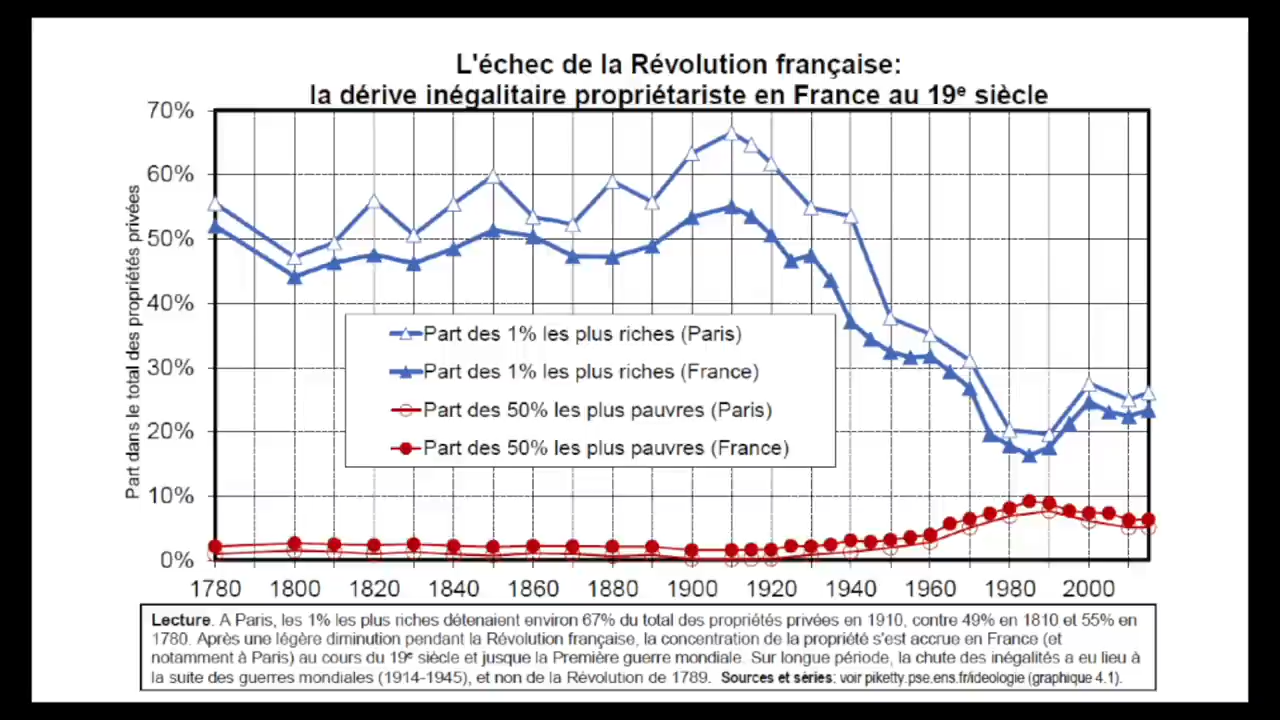 L'échec de la Révolution française:
la dérive inégalitaire propriétariste en France au 19e siècle
Part dans le total des propriétés privées
70%
60%
50%
40%
30%
20%
10%
0%
Part des 1% les plus riches (Paris)
Part des 1% les plus riches (France)
Part des 50% les plus pauvres (Paris)
Part des 50% les plus pauvres (France)
1780 1800 1820 1840 1860 1880 1900 1920 1940 1960 1980 2000
Lecture. A Paris, les 1% les plus riches détenaient environ 67% du total des propriétés privées en 1910, contre 49% en 1810 et 55% en
1780. Après une légère diminution pendant la Révolution française, la concentration de la propriété s'est accrue en France (et
notamment à Paris) au cours du 19e siècle et jusque la Première guerre mondiale. Sur longue période, la chute des inégalités a eu lieu à
la suite des guerres mondiales (1914-1945), et non de la Révolution de 1789. Sources et séries: voir piketty.pse.ens.fr/ideologie (graphique 4.1).